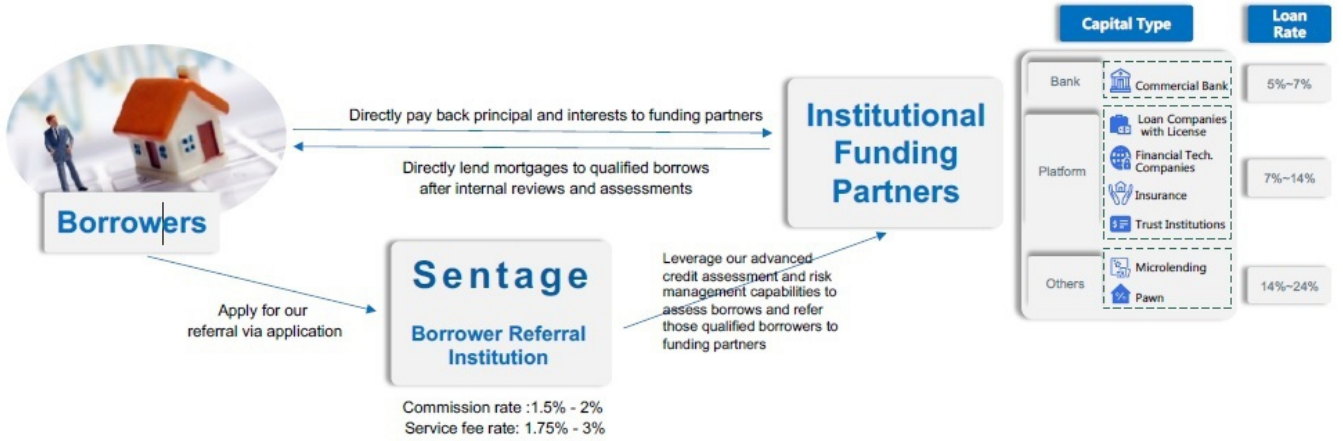 Capital Type
Loan
Rate
Directly pay back principal and interests to funding partners
Directly lend mortgages to qualified borrows
after internal reviews and assessments
Borrowers
Institutional
Funding
Partners
Bank
Commercial Bank
5%~7%
Platform
Loan Companies
with License
Financial Tech.
Companies
Insurance
Trust Institutions
7%~14%
Others
Microlending
Pawn
14%~24%
Apply for our
referral via application
Sentage
Borrower Referral
Institution
Leverage our advanced
credit assessment and risk
management capabilities to
assess borrows and refer
those qualified borrowers to
funding partners
Commission rate :1.5% - 2%
Service fee rate: 1.75% - 3%